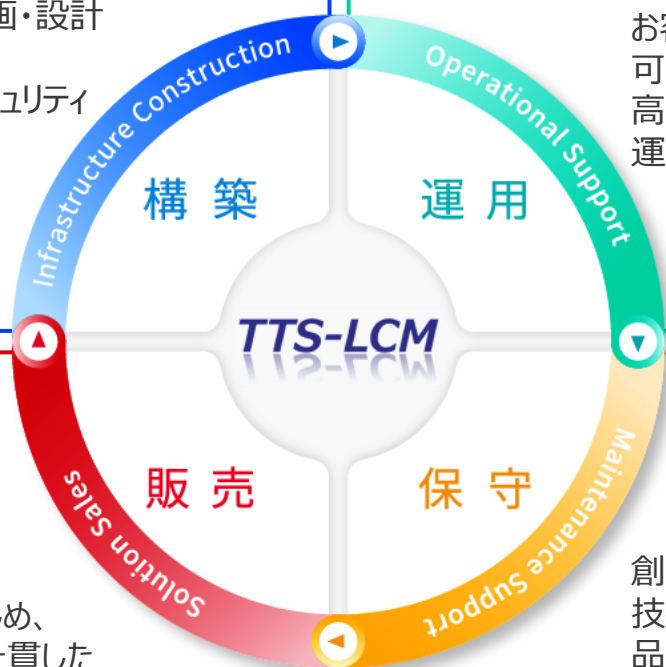 画・設計
ュリティ
Infrastructure Construction
Operational Support
お客
可
高
運
構築
運用
TTS-LCM
販売
保守
Solution Sales
Maintenance Support
め、
一貫した
創
技
品